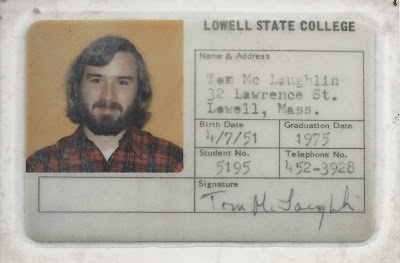 LOWELL STATE COLLEGE
Name & Address
Tom Mc Laughlin
32 Lawrence St.
Lowell, Mass.
Birth Date Graduation Date
4/7/51 1975
Student No. Telephone No.
5195 452-3928
Signature
Tom McLaughlin